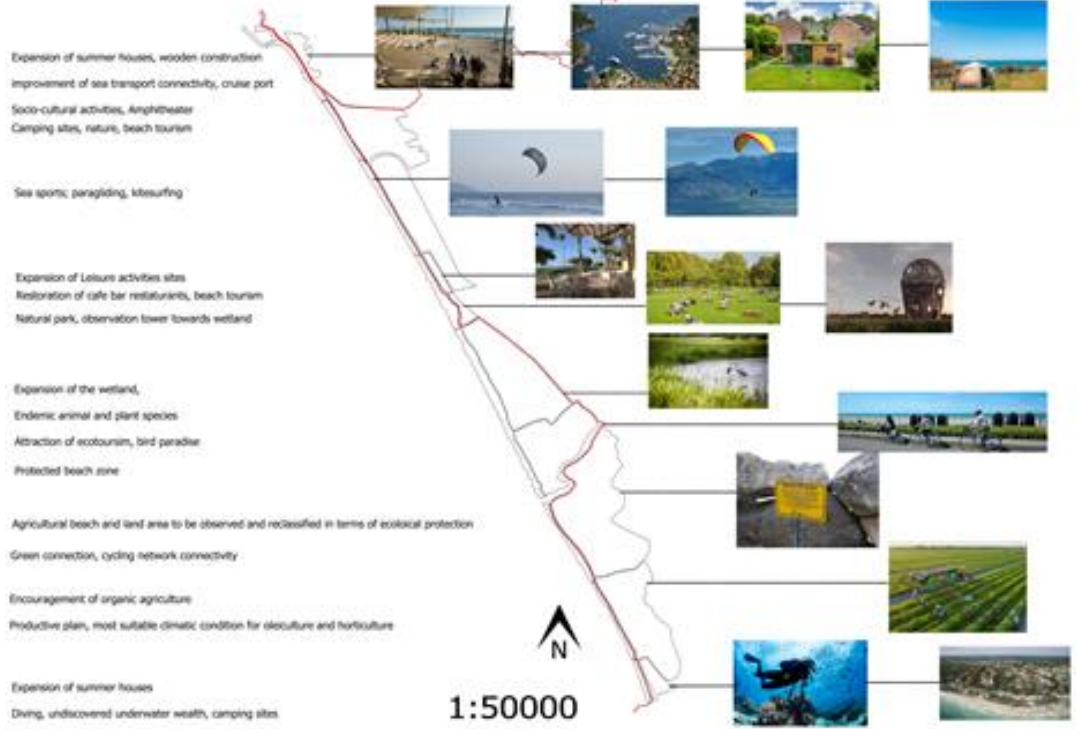 Expansion of summer houses, wooden construction
improvement of sea transport connectivity, cruise port
Socio-cultural activities, Amphitheater
Camping sites, nature, beach tourism
Sea sports; paragliding, kitesurfing
Expansion of Leisure activities sites
Restoration of cafe bar restaturants, beach tourism
Natural park, observation tower towards wetland
Expansion of the wetland,
Endemic animal and plant species
Attraction of ecotoursim, bird paradise
Protected beach zone
Agricultural beach and land area to be observed and reclassified in terms of ecoloical protection
Green connection, cycling network connectivity
Encouragement of organic agriculture
Productive plain, most suitable climatic condition for oleoculture and horticulture
N
Expansion of summer houses
1:50000
Diving, undiscovered underwater wealth, camping sites